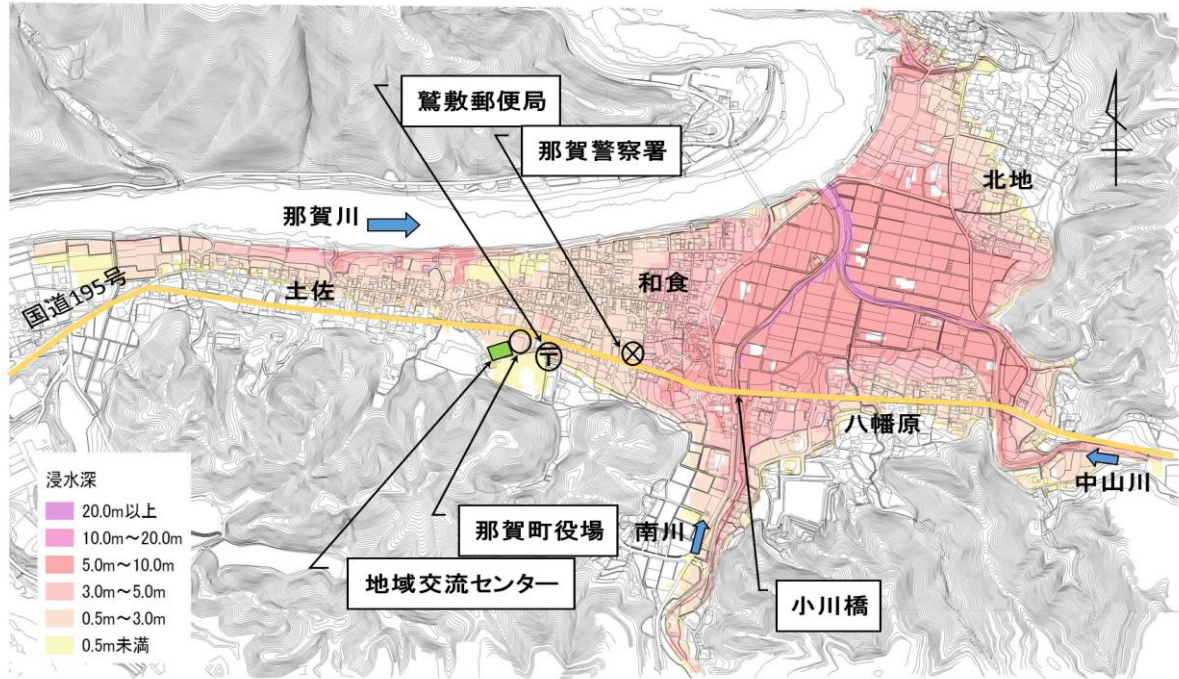 鷲敷郵便局
那賀警察署
北地
那賀川
国道195号
土佐
和食
〒
八幡原
中山川
浸水深
20.0m以上
10.0m～20.0m
5.0m～10.0m
3.0m～5.0m
0.5m～3.0m
0.5m未満
那賀町役場
南川
地域交流センター
小川橋